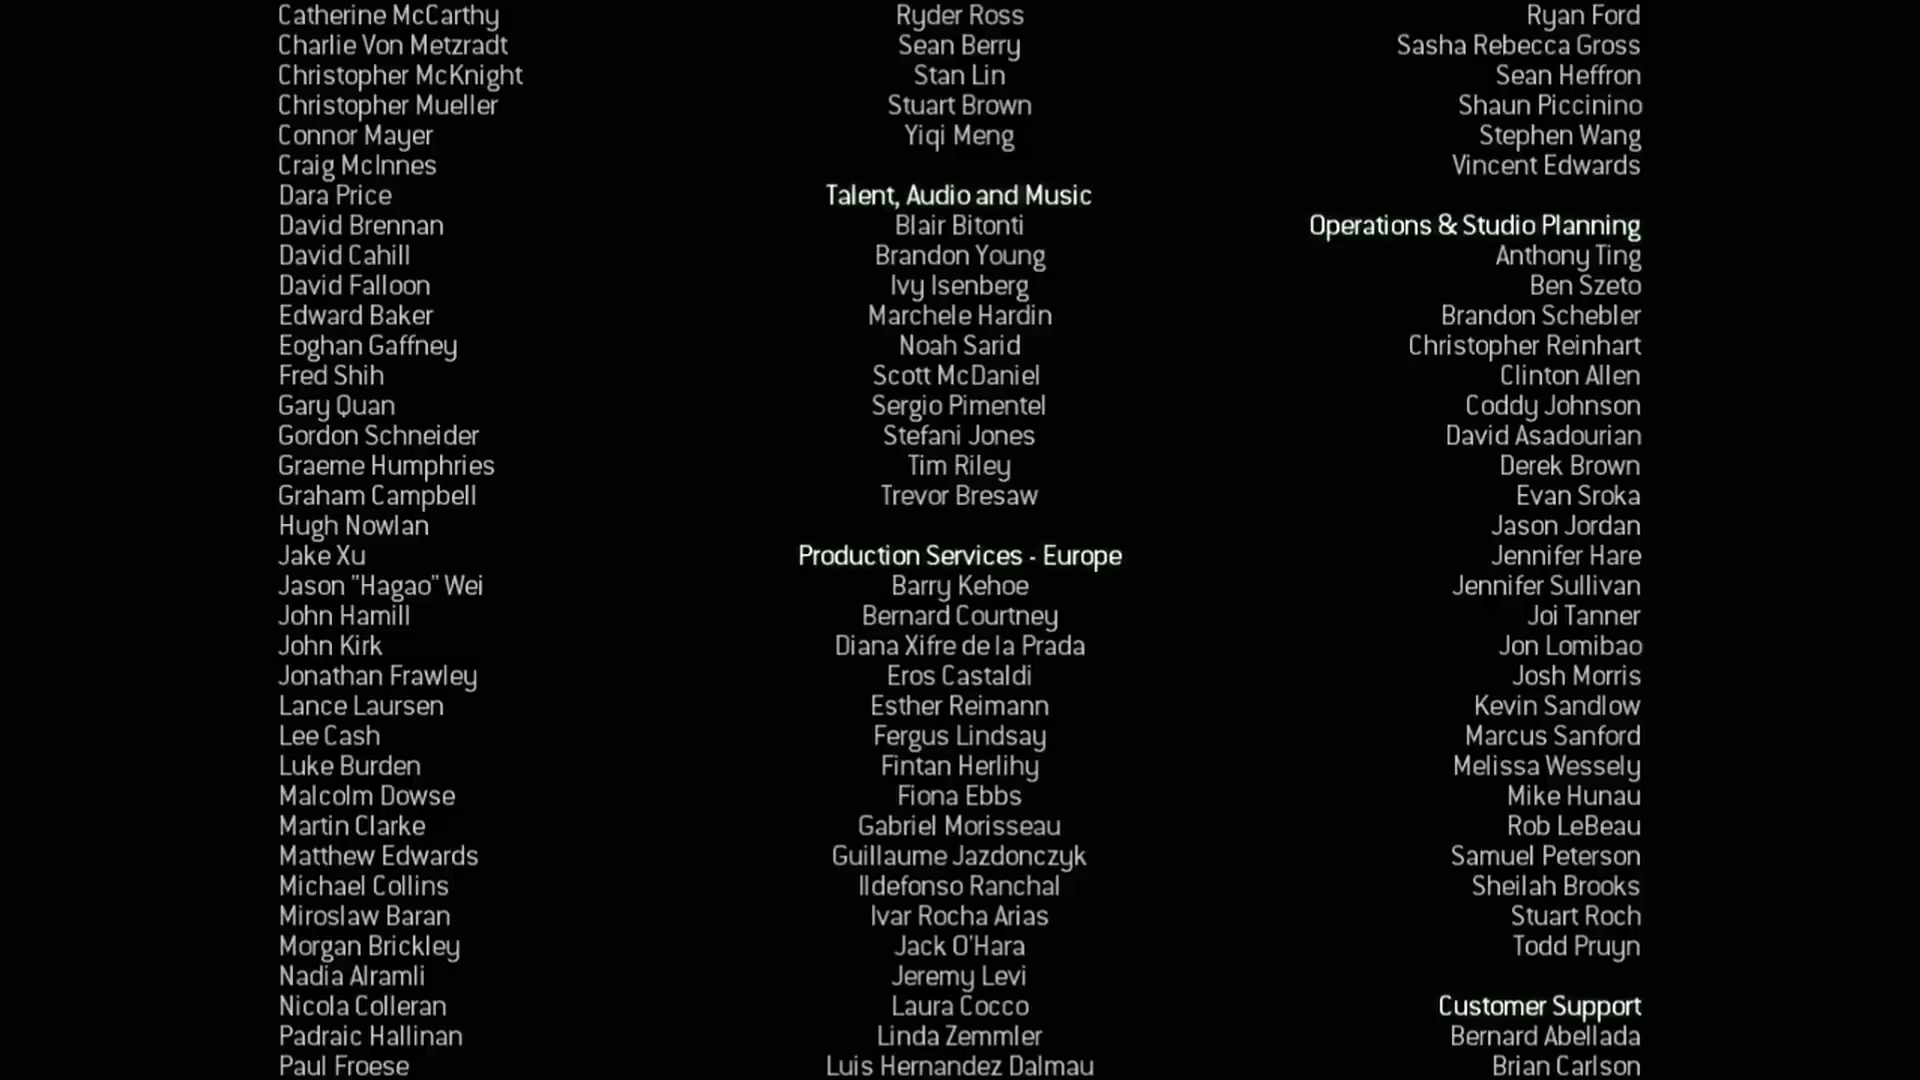 Catherine McCarthy
Charlie Von Metzradt
Christopher McKnight
Christopher Mueller
Connor Mayer
Craig McInnes
Dara Price
David Brennan
David Cahill
David Falloon
Edward Baker
Eoghan Gaffney
Fred Shih
Gary Quan
Gordon Schneider
Graeme Humphries
Graham Campbell
Hugh Nowlan
Jake Xu
Jason "Hagao" Wei
John Hamill
John Kirk
Jonathan Frawley
Lance Laursen
Lee Cash
Luke Burden
Malcolm Dowse
Martin Clarke
Matthew Edwards
Michael Collins
Miroslaw Baran
Morgan Brickley
Nadia Alramli
Nicola Colleran
Padraic Hallinan
Paul Froese
Ryder Ross
Sean Berry
Stan Lin
Stuart Brown
Yiqi Meng
Talent, Audio and Music
Blair Bitonti
Brandon Young
Ivy Isenberg
Marchele Hardin
Noah Sarid
Scott McDaniel
Sergio Pimentel
Stefani Jones
Tim Riley
Trevor Bresaw
Production Services - Europe
Barry Kehoe
Bernard Courtney
Diana Xifre de la Prada
Eros Castaldi
Esther Reimann
Fergus Lindsay
Fintan Herlihy
Fiona Ebbs
Gabriel Morisseau
Guillaume Jazdonczyk
Ildefonso Ranchal
Ivar Rocha Arias
Jack O'Hara
Jeremy Levi
Laura Cocco
Linda Zemmler
Luis Hernandez Dalmau
Ryan Ford
Sasha Rebecca Gross
Sean Heffron
Shaun Piccinino
Stephen Wang
Vincent Edwards
Operations & Studio Planning
Anthony Ting
Ben Szeto
Brandon Schebler
Christopher Reinhart
Clinton Allen
Coddy Johnson
David Asadourian
Derek Brown
Evan Sroka
Jason Jordan
Jennifer Hare
Jennifer Sullivan
Joi Tanner
Jon Lomibao
Josh Morris
Kevin Sandlow
Marcus Sanford
Melissa Wessely
Mike Hunau
Rob LeBeau
Samuel Peterson
Sheilah Brooks
Stuart Roch
Todd Pruyn
Customer Support
Bernard Abellada
Brian Carlson